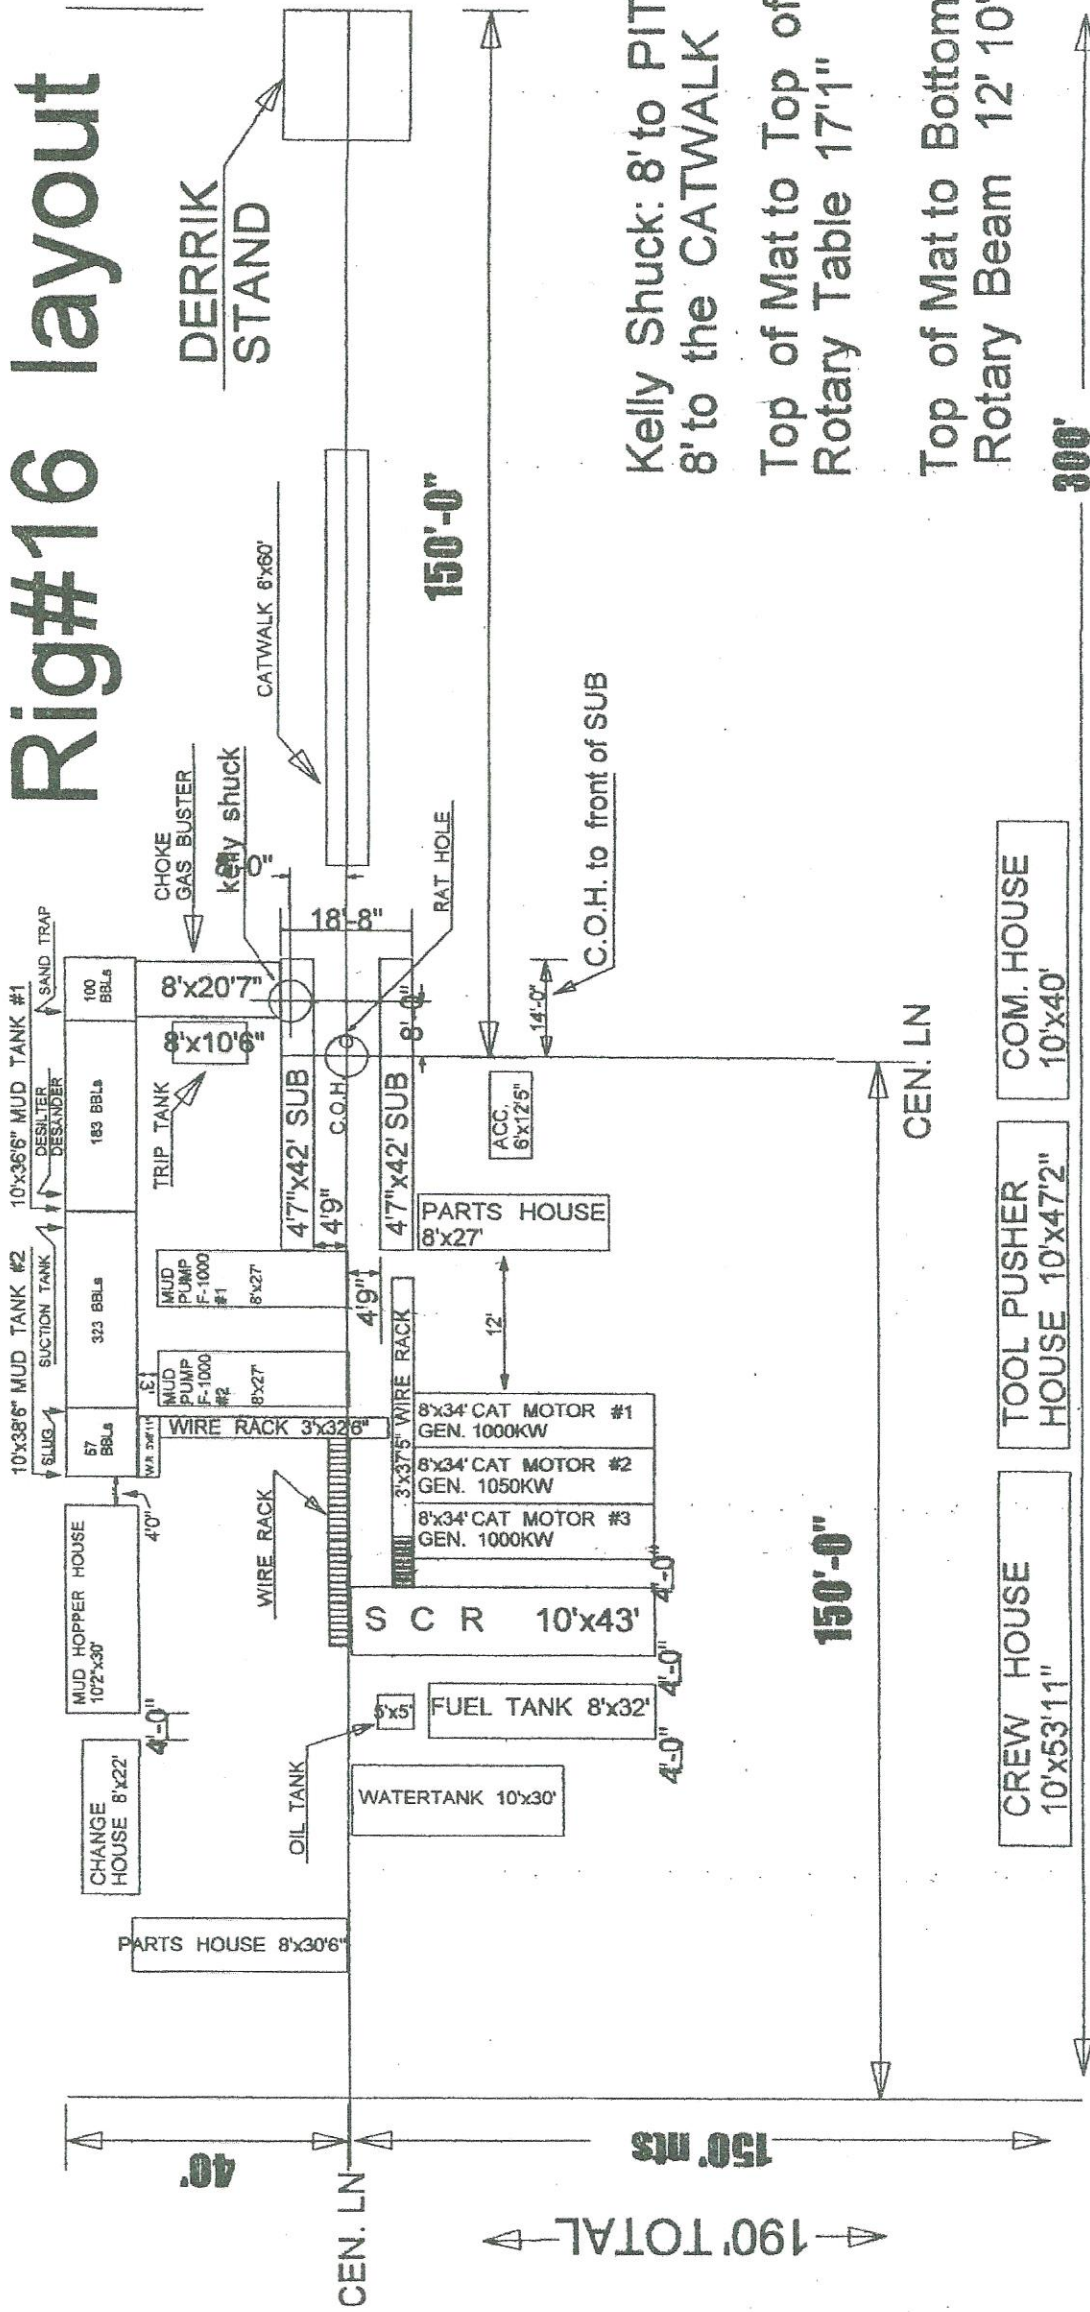 Rig#16 layout
10'x38'6" MUD TANK #2
10'x36'6" MUD TANK #1
SLUG
SUCTION TANK
DESILTER
DESANDER
SAND TRAP
57
BBLs
323 BBLs
183 BBLs
100
BBLs
MUD HOPPER HOUSE
10'2"x30'
4'0"
CHANGE
HOUSE 8'x22'
4'-0"
PARTS HOUSE 8'x30'6"
WIRE RACK 3'x32'6"
3'
MUD
PUMP
F-1000
#2
8'x27'
MUD
PUMP
F-1000
#1
8'x27'
TRIP TANK
8'x10'6"
8'x20'7"
CHOKE
GAS BUSTER
kelly shuck
18'-8"
4'7"x42' SUB
4'9"
C.O.H.
4'7"x42' SUB
4'9"
8'-0"
RAT HOLE
CATWALK 6'x60'
DERRIK
STAND
150'-0"
14'-0"
C.O.H. to front of SUB
ACC.
6'x12'5"
PARTS HOUSE
8'x27'
12'
WIRE RACK
3'x37'5" WIRE RACK
8'x34' CAT MOTOR #1
GEN. 1000KW
8'x34' CAT MOTOR #2
GEN. 1050KW
8'x34' CAT MOTOR #3
GEN. 1000KW
4'-0"
S C R 10'x43'
4'-0"
OIL TANK
5'x5'
FUEL TANK 8'x32'
4'-0"
WATERTANK 10'x30'
CEN. LN
150'-0"
CREW HOUSE
10'x53'11"
TOOL PUSHER
HOUSE 10'x47'2"
COM. HOUSE
10'x40'
300'
Kelly Shuck: 8' to PIT
8' to the CATWALK
Top of Mat to Top of
Rotary Table 17'1"
Top of Mat to Bottom
Rotary Beam 12' 10"
CEN. LN
40'
150' nts
190' TOTAL